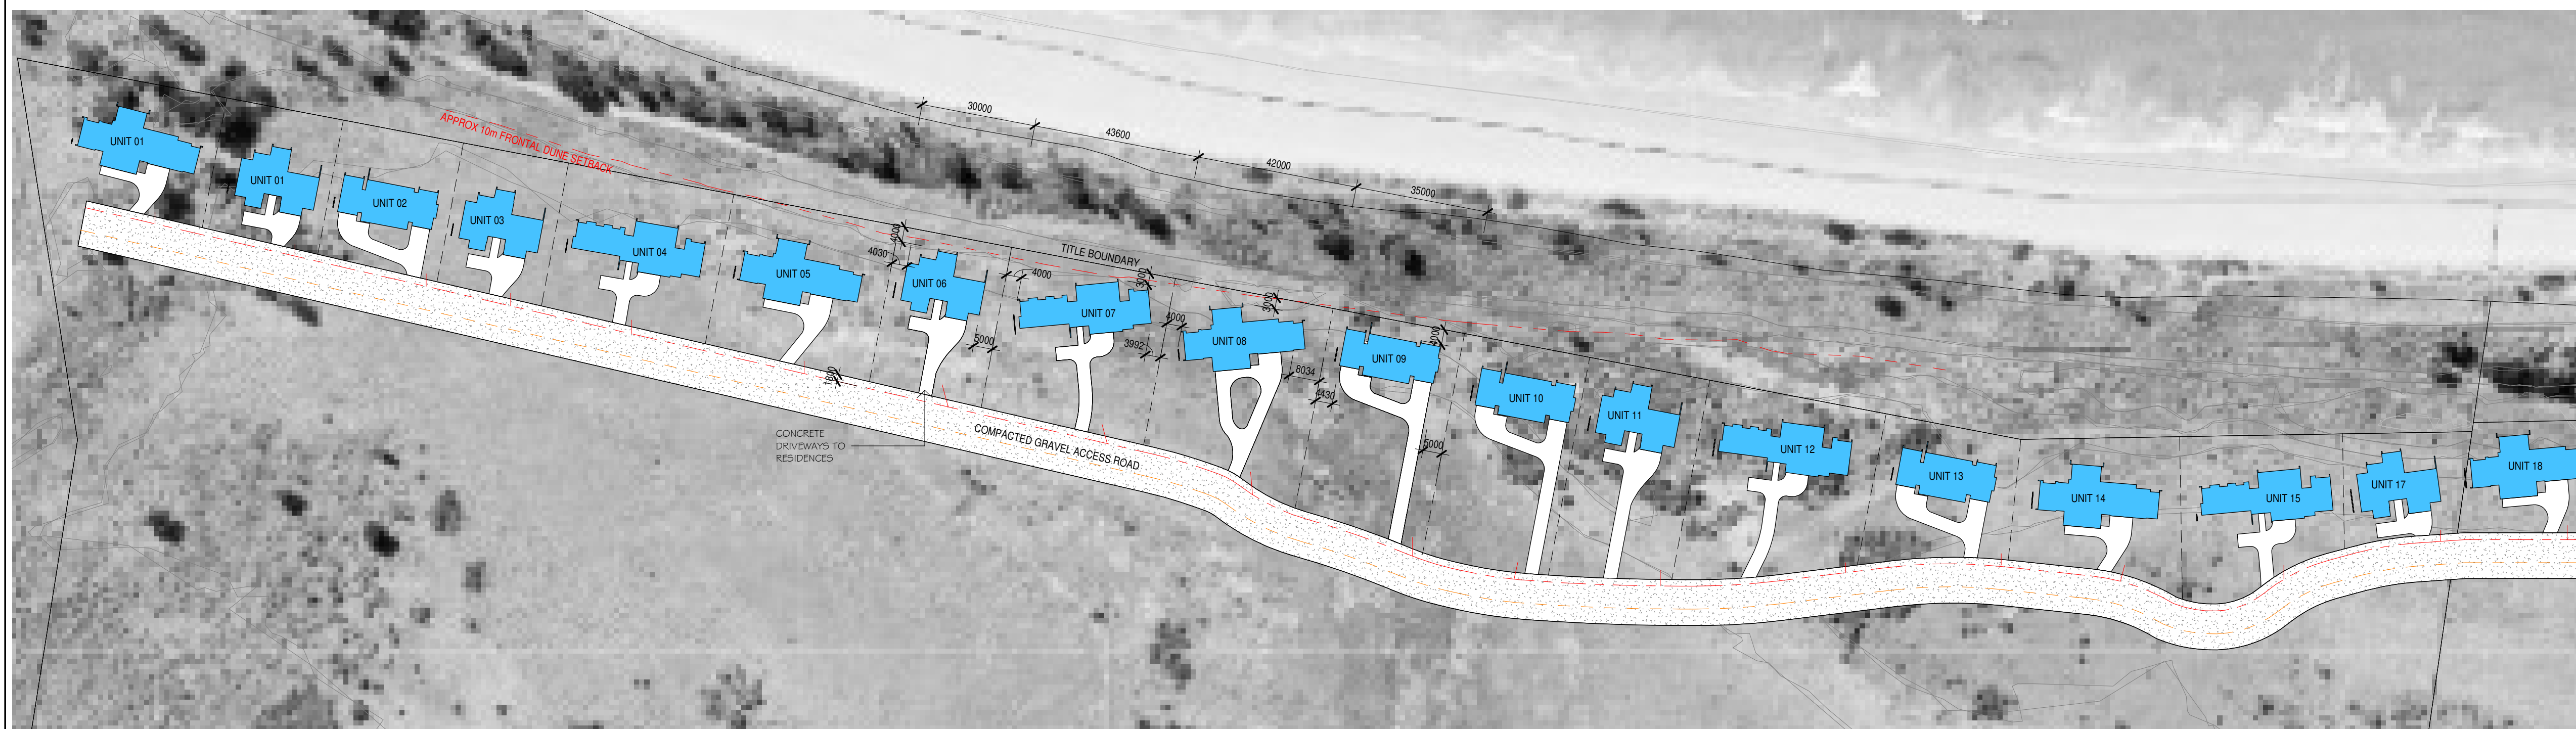 30000
43600
42000
35000
APPROX 10m FRONTAL DUNE SETBACK
TITLE BOUNDARY
UNIT 01
UNIT 01
UNIT 02
UNIT 03
UNIT 04
UNIT 05
4000
4030
UNIT 06
4000
5000
UNIT 07
3000
4000
3992
UNIT 08
3000
8034
4430
UNIT 09
4000
5000
UNIT 10
UNIT 11
UNIT 12
UNIT 13
UNIT 14
UNIT 15
UNIT 17
UNIT 18
1800
CONCRETE
DRIVEWAYS TO
RESIDENCES
COMPACTED GRAVEL ACCESS ROAD